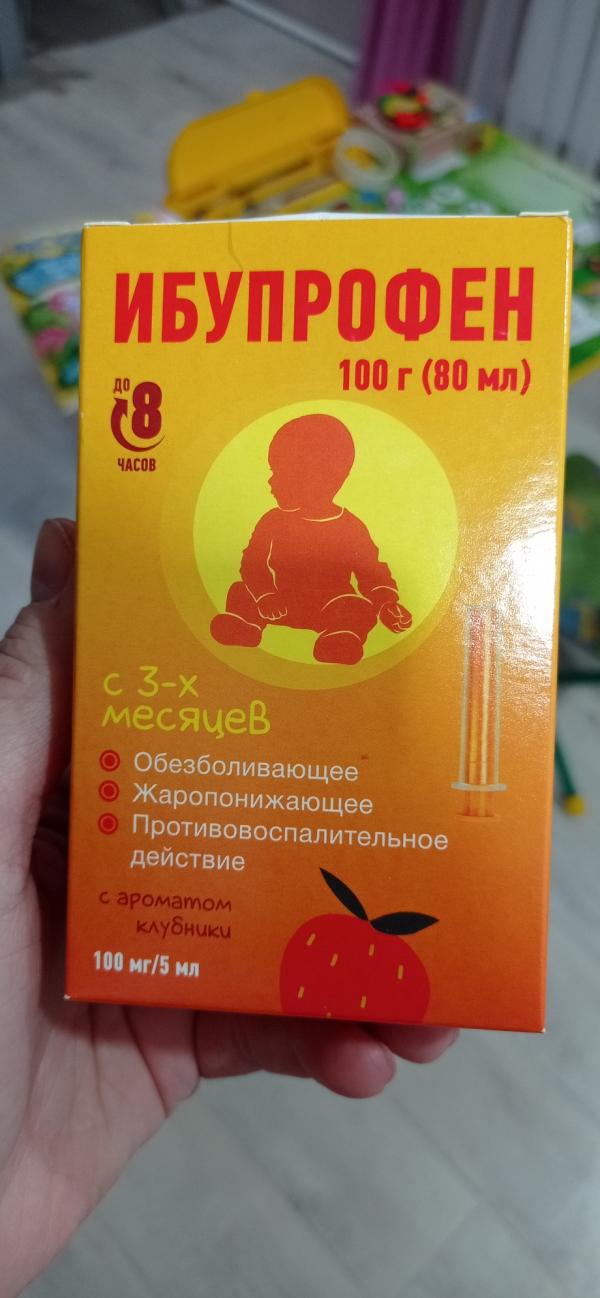 ИБУПРОФЕН
100 г (80 мл)
ДО
8
ЧАСОВ
с 3-х
месяцев
Обезболивающее
Жаропонижающее
Противовоспалительное
действие
с ароматом
клубники
100 мг/5 мл